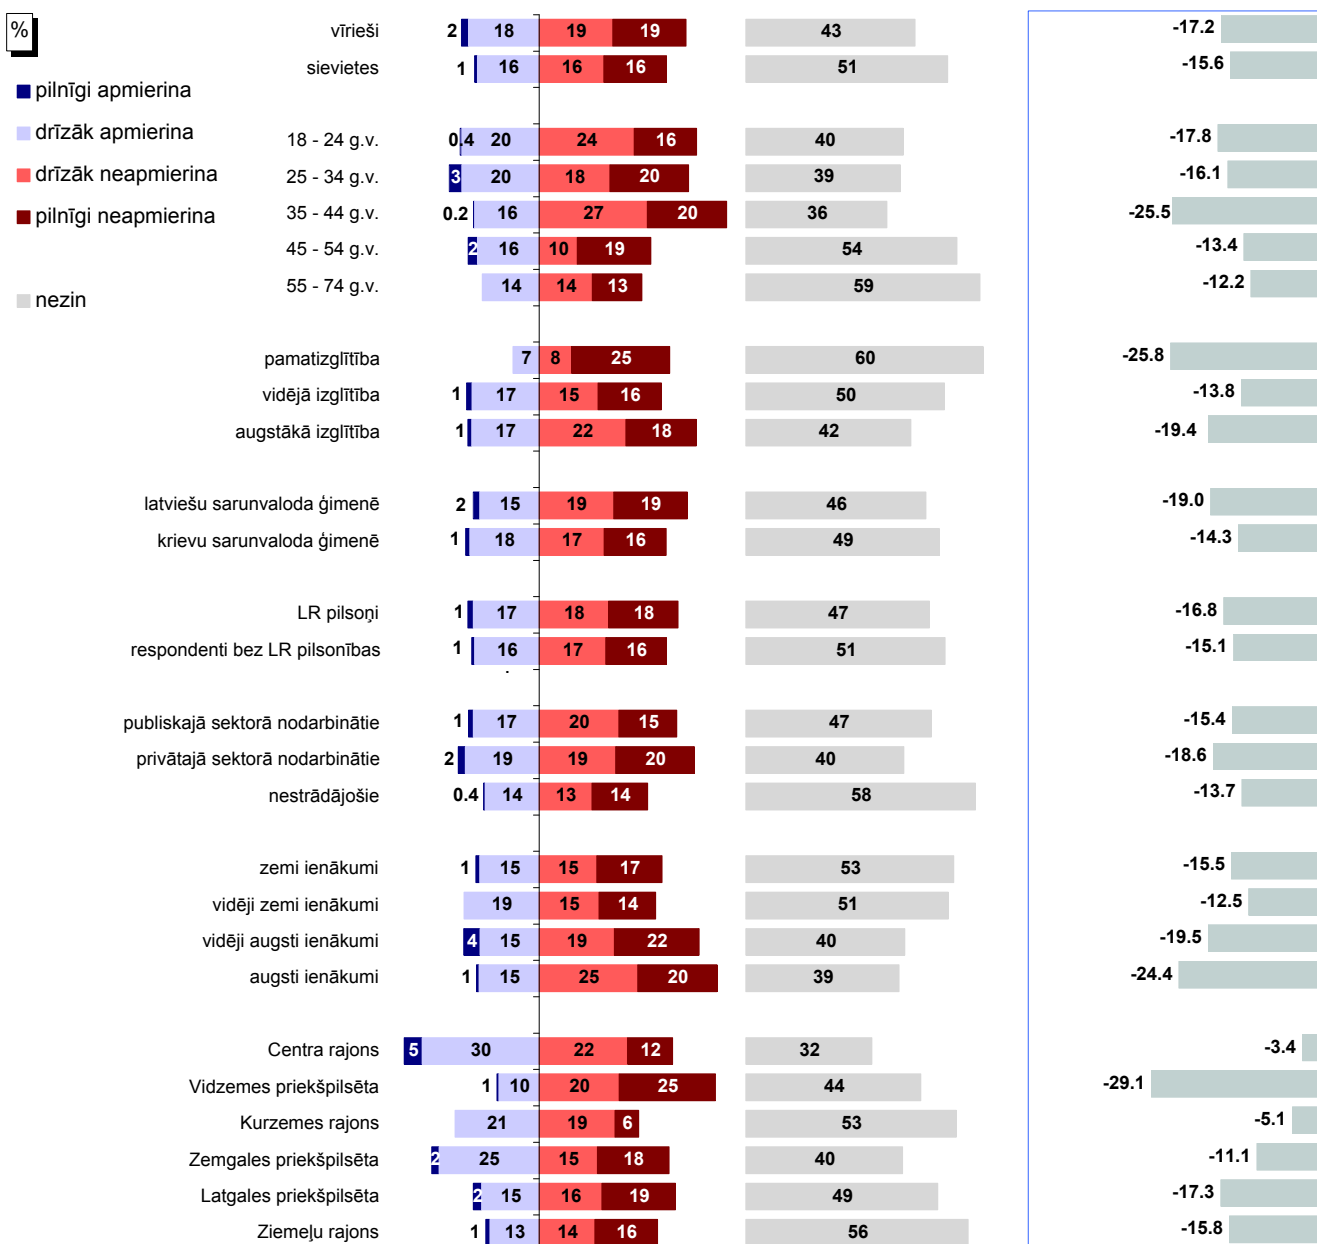 %
pilnīgi apmierina
drīzāk apmierina
drīzāk neapmierina
pilnīgi neapmierina
nezin
vīrieši 2 18 19 19 43 -17.2
sievietes 1 16 16 16 51 -15.6
18 - 24 g.v. 0.4 20 24 16 40 -17.8
25 - 34 g.v. 3 20 18 20 39 -16.1
35 - 44 g.v. 0.2 16 27 20 36 -25.5
45 - 54 g.v. 2 16 10 19 54 -13.4
55 - 74 g.v. 14 14 13 59 -12.2
pamatizglītība 7 8 25 60 -25.8
vidējā izglītība 1 17 15 16 50 -13.8
augstākā izglītība 1 17 22 18 42 -19.4
latviešu sarunvaloda ģimenē 2 15 19 19 46 -19.0
krievu sarunvaloda ģimenē 1 18 17 16 49 -14.3
LR pilsoņi 1 17 18 18 47 -16.8
respondenti bez LR pilsonības 1 16 17 16 51 -15.1
.
publiskajā sektorā nodarbinātie 1 17 20 15 47 -15.4
privātajā sektorā nodarbinātie 2 19 19 20 40 -18.6
nestrādājošie 0.4 14 13 14 58 -13.7
zemi ienākumi 1 15 15 17 53 -15.5
vidēji zemi ienākumi 19 15 14 51 -12.5
vidēji augsti ienākumi 4 15 19 22 40 -19.5
augsti ienākumi 1 15 25 20 39 -24.4
Centra rajons 5 30 22 12 32 -3.4
Vidzemes priekšpilsēta 1 10 20 25 44 -29.1
Kurzemes rajons 21 19 6 53 -5.1
Zemgales priekšpilsēta 2 25 15 18 40 -11.1
Latgales priekšpilsēta 2 15 16 19 49 -17.3
Ziemeļu rajons 1 13 14 16 56 -15.8